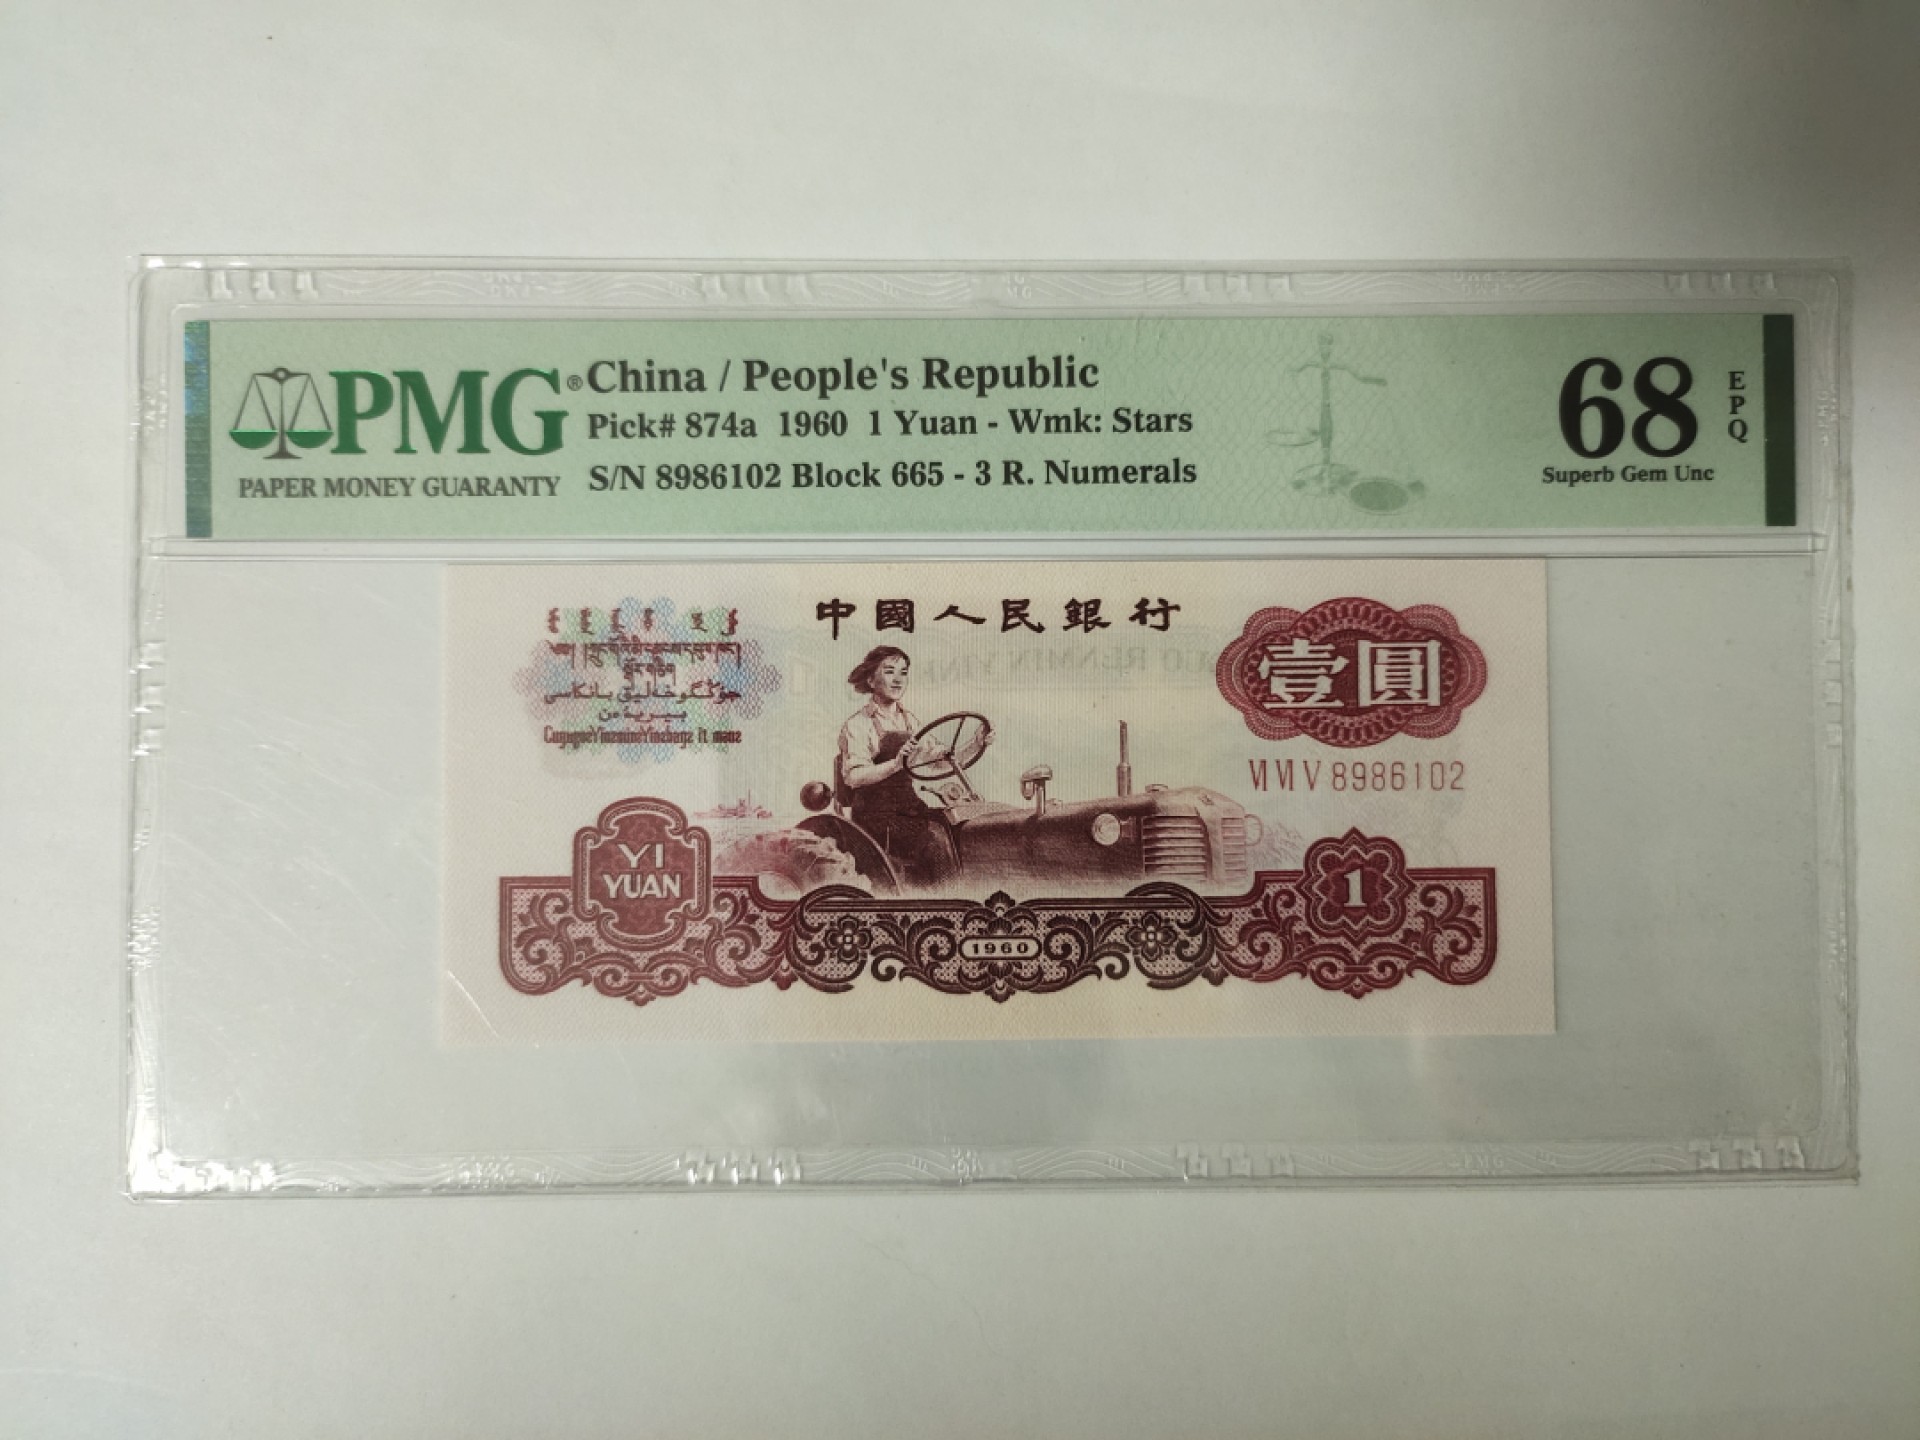 PMG®
PAPER MONEY GUARANTY
China / People's Republic
Pick# 874a 1960 1 Yuan - Wmk: Stars
S/N 8986102 Block 665 - 3 R. Numerals
68
EPQ
Superb Gem Unc
中國人民銀行
壹圓
VI VI V 8986102
YI
YUAN
1960
1